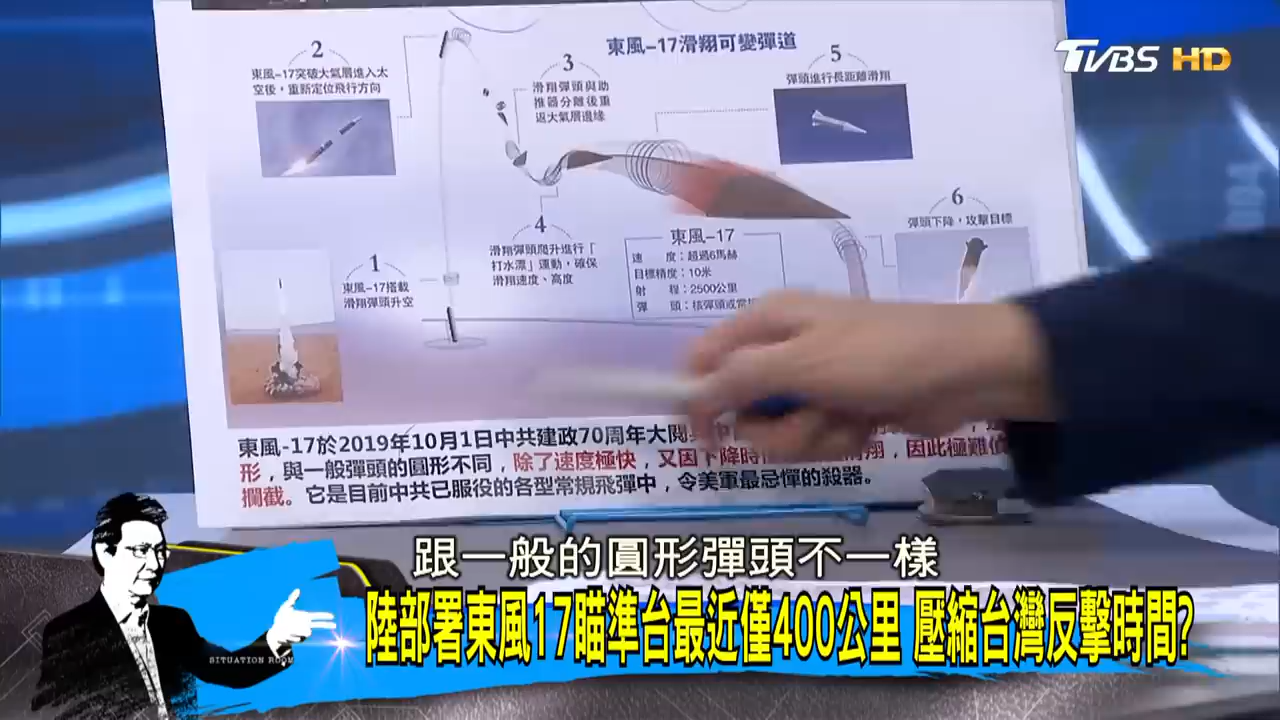 TVBS HD
東風-17滑翔可變彈道
2
東風-17突破大氣層進入太
空後，重新定位飛行方向
3
滑翔彈頭與助
推器分離後重
返大氣層邊緣
5
彈頭進行長距離滑翔
1
東風-17搭載
滑翔彈頭升空
4
滑翔彈頭爬升進行「
打水漂」運動，確保
滑翔速度、高度
6
彈頭下降，攻擊目標
東風-17
速 度：超過6馬赫
目標精度：10米
射 程：2500公里
彈 頭：核彈頭或常
東風-17於2019年10月1日中共建政70周年大閱
形，與一般彈頭的圓形不同，除了速度極快，又因下降時 滑翔，因此極難偵
攔截。它是目前中共已服役的各型常規飛彈中，令美軍最忌憚的殺器。
跟一般的圓形彈頭不一樣
陸部署東風17瞄準台最近僅400公里 壓縮台灣反擊時間?
SITUATION ROOM